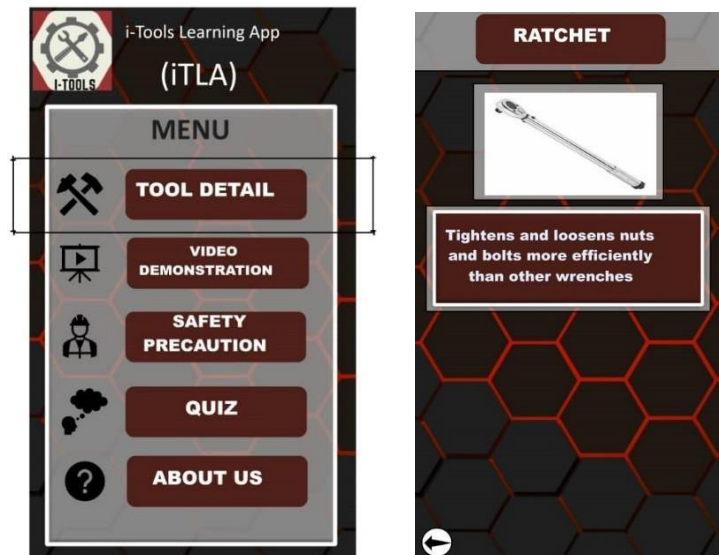 i-Tools Learning App
(iTLA)
I-TOOLS
MENU
TOOL DETAIL
VIDEO
DEMONSTRATION
SAFETY
PRECAUTION
QUIZ
?
ABOUT US
RATCHET
Tightens and loosens nuts
and bolts more efficiently
than other wrenches